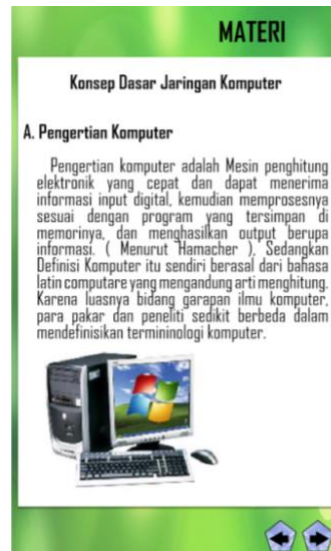 MATERI
Konsep Dasar Jaringan Komputer
A. Pengertian Komputer
Pengertian komputer adalah Mesin penghitung
elektronik yang cepat dan dapat menerima
informasi input digital, kemudian memprosesnya
sesuai dengan program yang tersimpan di
memorinya, dan menghasilkan output berupa
informasi. ( Menurut Hamacher ), Sedangkan
Definisi Komputer itu sendiri berasal dari bahasa
latin computare yang mengandung arti menghitung.
Karena luasnya bidang garapan ilmu komputer,
para pakar dan peneliti sedikit berbeda dalam
mendefinisikan termininologi komputer.